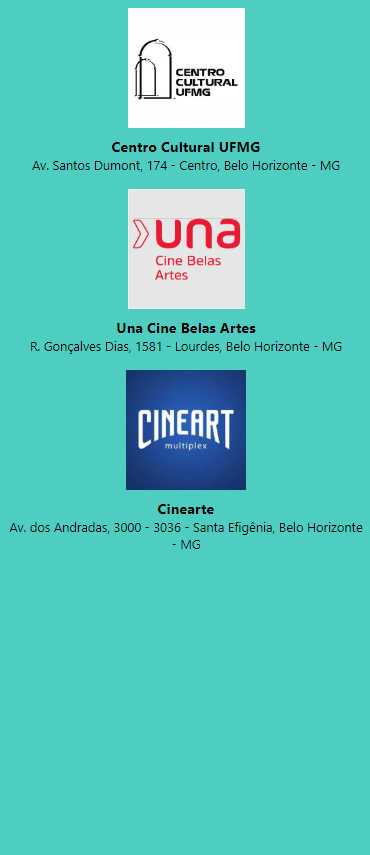 CENTRO
CULTURAL
UFMG
Centro Cultural UFMG
Av. Santos Dumont, 174 - Centro, Belo Horizonte - MG
una
Cine Belas
Artes
Una Cine Belas Artes
R. Gonçalves Dias, 1581 - Lourdes, Belo Horizonte - MG
CINEART
multiplex
Cinearte
Av. dos Andradas, 3000 - 3036 - Santa Efigênia, Belo Horizonte
- MG